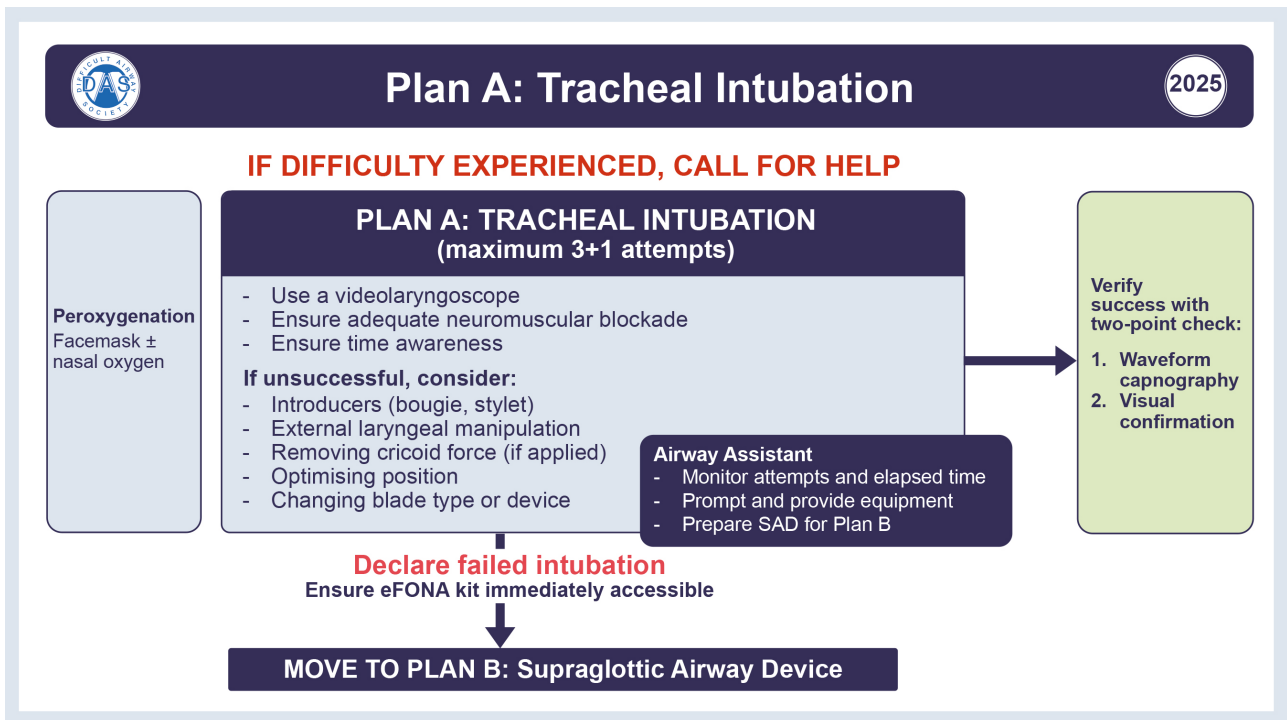 DIFFICULT AIRWAY
DAS
SOCIETY
Plan A: Tracheal Intubation
2025
IF DIFFICULTY EXPERIENCED, CALL FOR HELP
Peroxygenation
Facemask ±
nasal oxygen
PLAN A: TRACHEAL INTUBATION
(maximum 3+1 attempts)
- Use a videolaryngoscope
- Ensure adequate neuromuscular blockade
- Ensure time awareness
If unsuccessful, consider:
- Introducers (bougie, stylet)
- External laryngeal manipulation
- Removing cricoid force (if applied)
- Optimising position
- Changing blade type or device
Airway Assistant
- Monitor attempts and elapsed time
- Prompt and provide equipment
- Prepare SAD for Plan B
Verify
success with
two-point check:
1. Waveform
capnography
2. Visual
confirmation
Declare failed intubation
Ensure eFONA kit immediately accessible
MOVE TO PLAN B: Supraglottic Airway Device